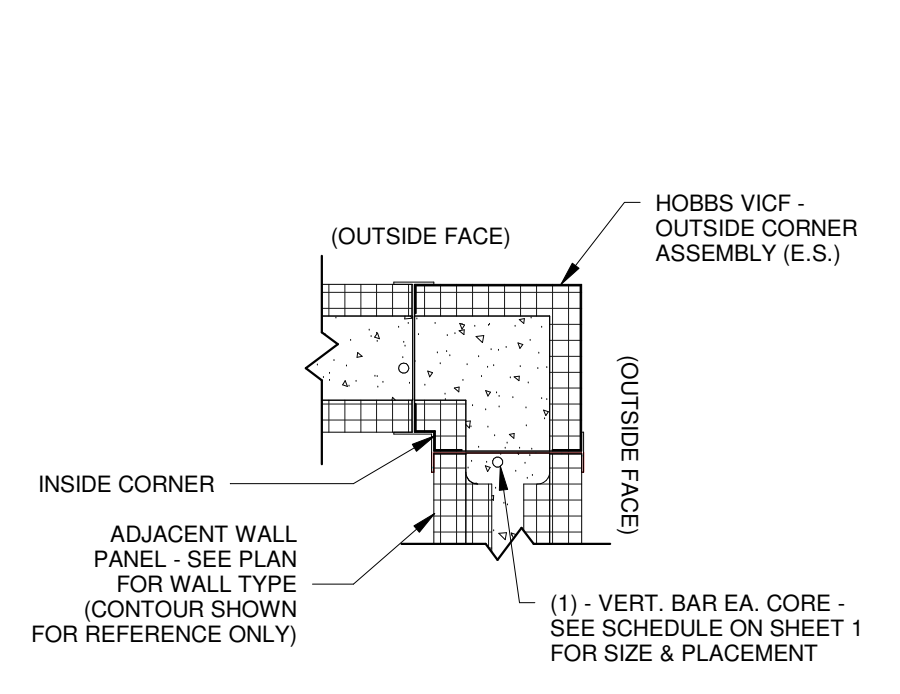 HOBBS VICF -
OUTSIDE CORNER
ASSEMBLY (E.S.)
(OUTSIDE FACE)
(OUTSIDE FACE)
INSIDE CORNER
ADJACENT WALL
PANEL - SEE PLAN
FOR WALL TYPE
(CONTOUR SHOWN
FOR REFERENCE ONLY)
(1) - VERT. BAR EA. CORE -
SEE SCHEDULE ON SHEET 1
FOR SIZE & PLACEMENT